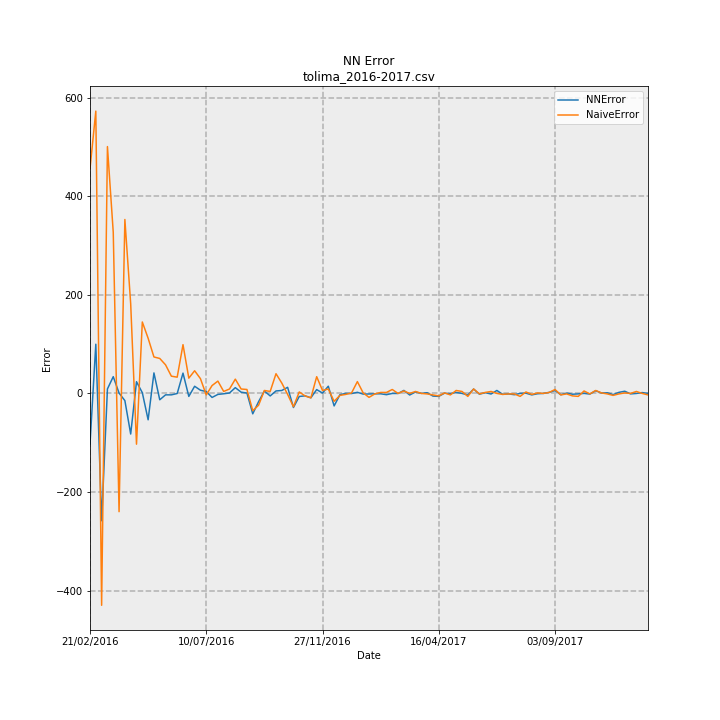 NN Error
tolima_2016-2017.csv
NNError
NaiveError
600
400
200
0
−200
−400
Error
21/02/2016
10/07/2016
27/11/2016
16/04/2017
03/09/2017
Date